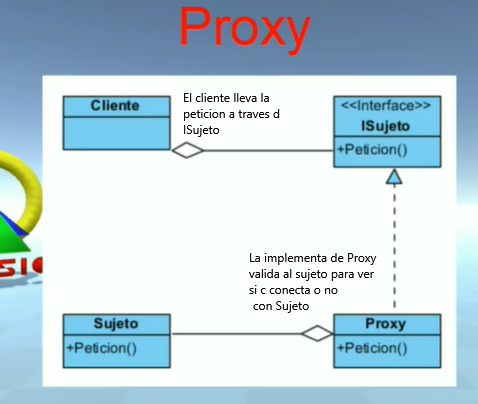 Proxy
Cliente
El cliente lleva la
peticion a traves d
ISujeto
<<Interface>>
ISujeto
+Peticion()
La implementa de Proxy
valida al sujeto para ver
si c conecta o no
con Sujeto
Sujeto
+Peticion()
Proxy
+Peticion()